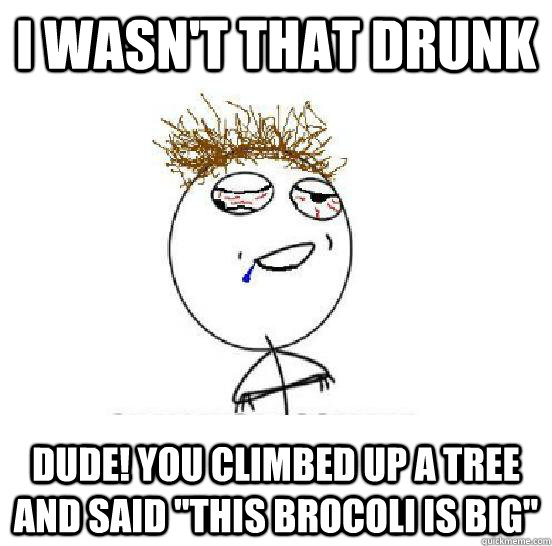 I WASN'T THAT DRUNK
DUDE! YOU CLIMBED UP A TREE
AND SAID "THIS BROCOLI IS BIG"
quickmeme.com